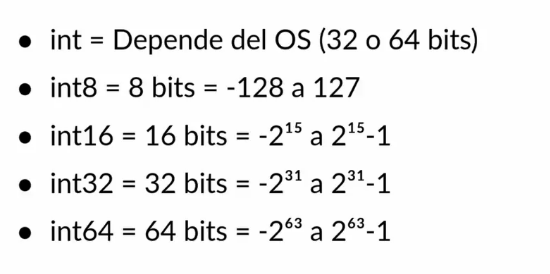 • int = Depende del OS (32 o 64 bits)
• int8 = 8 bits = -128 a 127
• int16 = 16 bits = -2¹⁵ a 2¹⁵-1
• int32 = 32 bits = -2³¹ a 2³¹-1
• int64 = 64 bits = -2⁶³ a 2⁶³-1